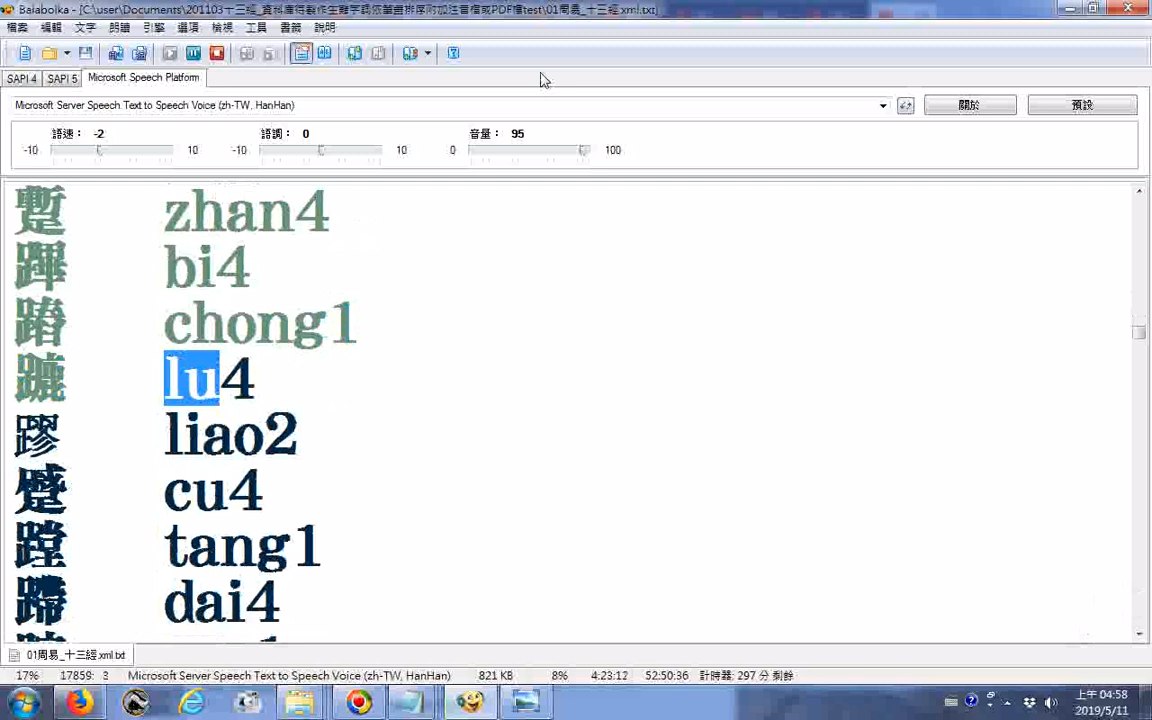 Balabolka - [C:\user\Documents\201103十三經_資料庫待製作生難字詞依筆畫排序附加注音檔或PDF檔test\01周易_十三經.xml.txt]
檔案 編輯 文字 朗讀 引擎 選項 檢視 工具 書籤 說明
SAPI 4 SAPI 5 Microsoft Speech Platform
Microsoft Server Speech Text to Speech Voice (zh-TW, HanHan) 關於 預設
語速： -2 語調： 0 音量： 95
-10 10 -10 10 0 100
蹔 zhan4
蹕 bi4
蹖 chong1
蹗 lu4
蹘 liao2
蹙 cu4
蹚 tang1
蹛 dai4
01周易_十三經.xml.txt
17% 17859: 3 Microsoft Server Speech Text to Speech Voice (zh-TW, HanHan) 821 KB 8% 4:23:12 52:50:36 計時器: 297 分 剩餘
上午 04:58
2019/5/11